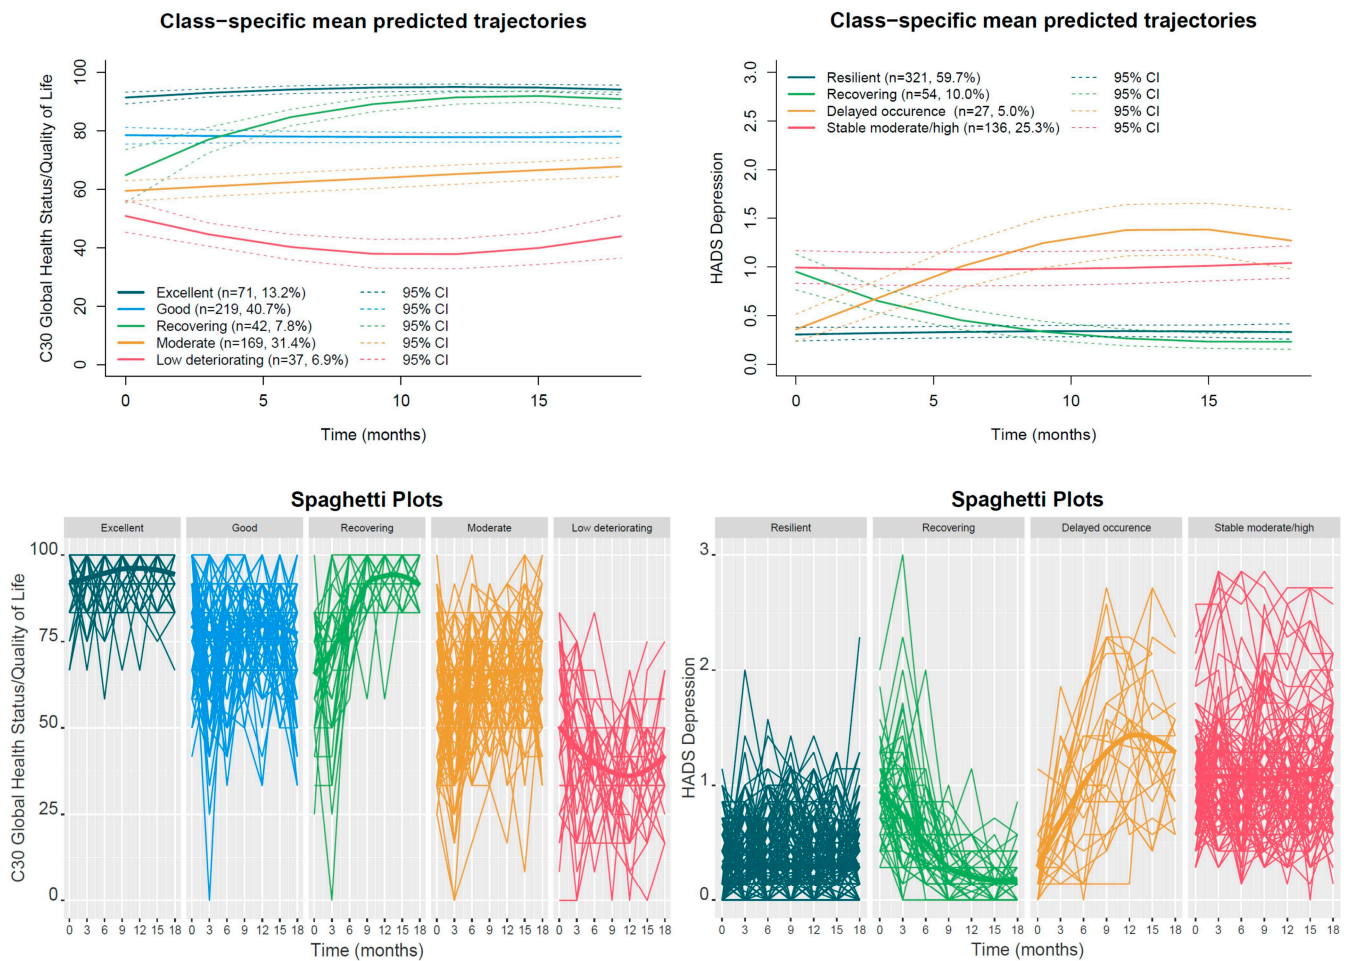 Class−specific mean predicted trajectories
C30 Global Health Status/Quality of Life
100
80
60
40
20
0
Excellent (n=71, 13.2%) 95% CI
Good (n=219, 40.7%) 95% CI
Recovering (n=42, 7.8%) 95% CI
Moderate (n=169, 31.4%) 95% CI
Low deteriorating (n=37, 6.9%) 95% CI
0 5 10 15
Time (months)
Class−specific mean predicted trajectories
HADS Depression
3.0
2.5
2.0
1.5
1.0
0.5
0.0
Resilient (n=321, 59.7%) 95% CI
Recovering (n=54, 10.0%) 95% CI
Delayed occurence (n=27, 5.0%) 95% CI
Stable moderate/high (n=136, 25.3%) 95% CI
0 5 10 15
Time (months)
Spaghetti Plots
Excellent Good Recovering Moderate Low deteriorating
C30 Global Health Status/Quality of Life
100
75
50
25
0
0 3 6 9 12 15 18 0 3 6 9 12 15 18 0 3 6 9 12 15 18 0 3 6 9 12 15 18 0 3 6 9 12 15 18
Time (months)
Spaghetti Plots
Resilient Recovering Delayed occurence Stable moderate/high
HADS Depression
3
2
1
0
0 3 6 9 12 15 18 0 3 6 9 12 15 18 0 3 6 9 12 15 18 0 3 6 9 12 15 18
Time (months)